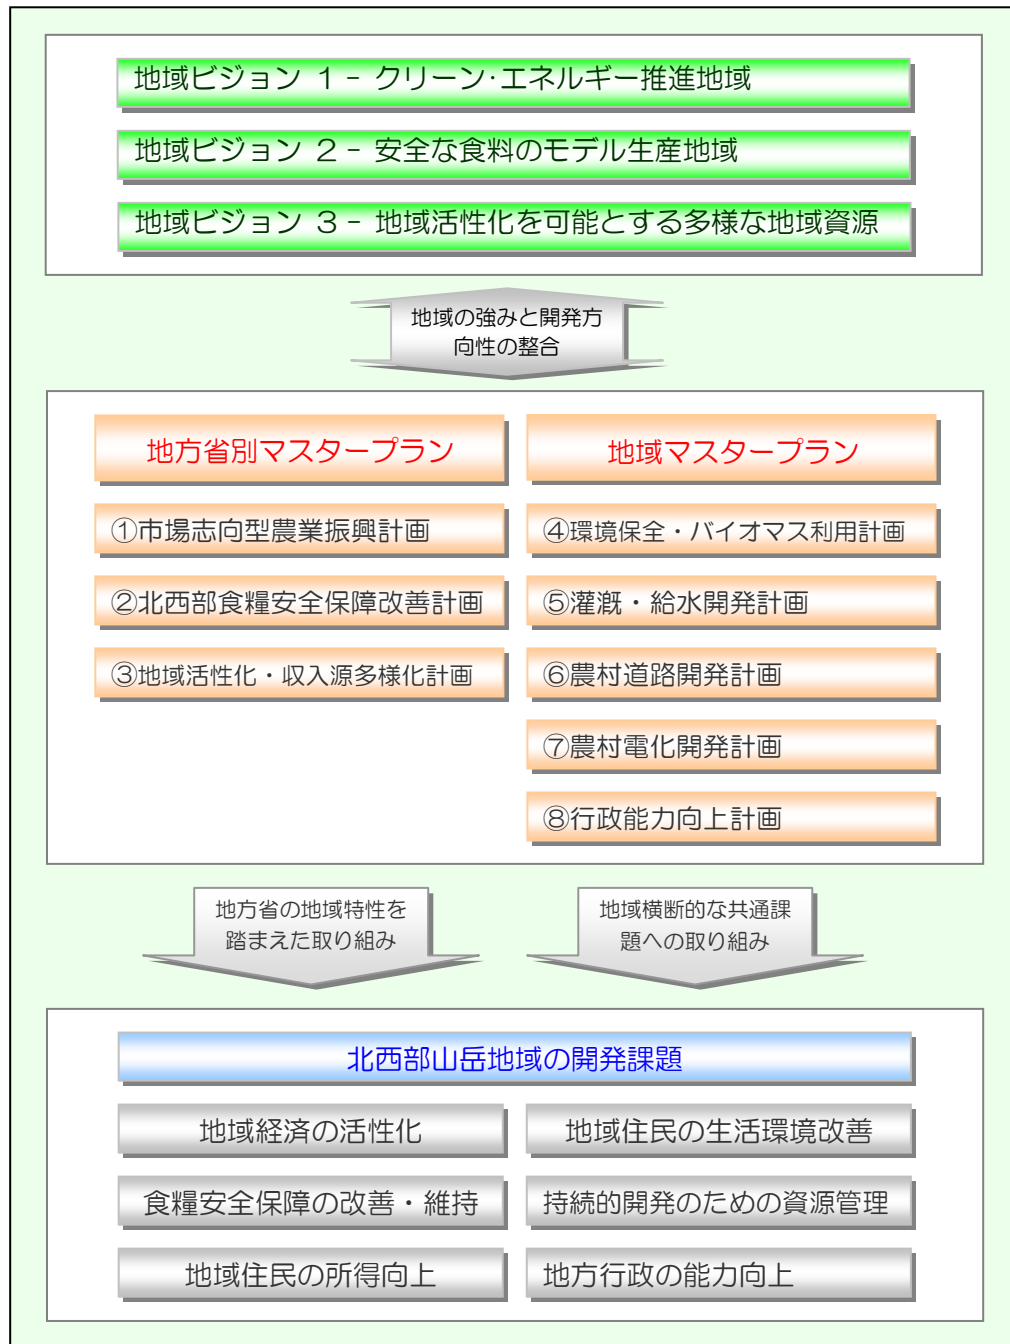 地域ビジョン 1 - クリーン･エネルギー推進地域
地域ビジョン 2 - 安全な食料のモデル生産地域
地域ビジョン 3 - 地域活性化を可能とする多様な地域資源
地域の強みと開発方
向性の整合
地方省別マスタープラン
①市場志向型農業振興計画
②北西部食糧安全保障改善計画
③地域活性化・収入源多様化計画
地域マスタープラン
④環境保全・バイオマス利用計画
⑤灌漑・給水開発計画
⑥農村道路開発計画
⑦農村電化開発計画
⑧行政能力向上計画
地方省の地域特性を
踏まえた取り組み
地域横断的な共通課
題への取り組み
北西部山岳地域の開発課題
地域経済の活性化
地域住民の生活環境改善
食糧安全保障の改善・維持
持続的開発のための資源管理
地域住民の所得向上
地方行政の能力向上